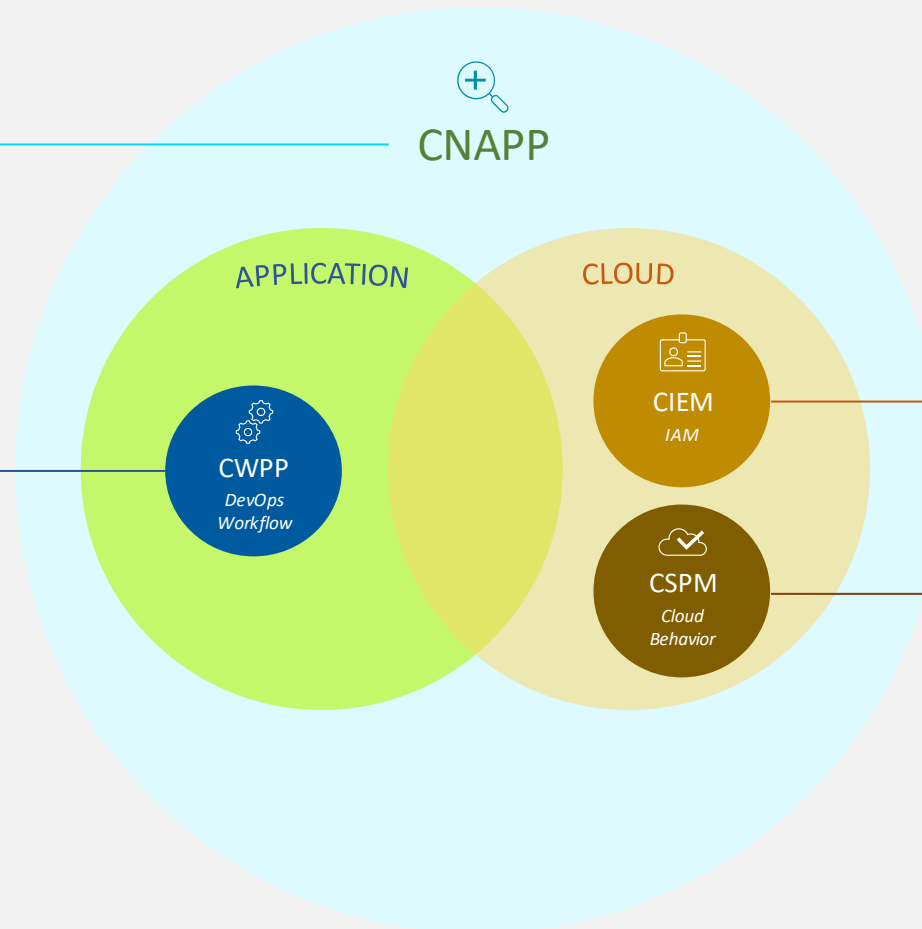 CNAPP
APPLICATION
CLOUD
CWPP
DevOps
Workflow
CIEM
IAM
CSPM
Cloud
Behavior